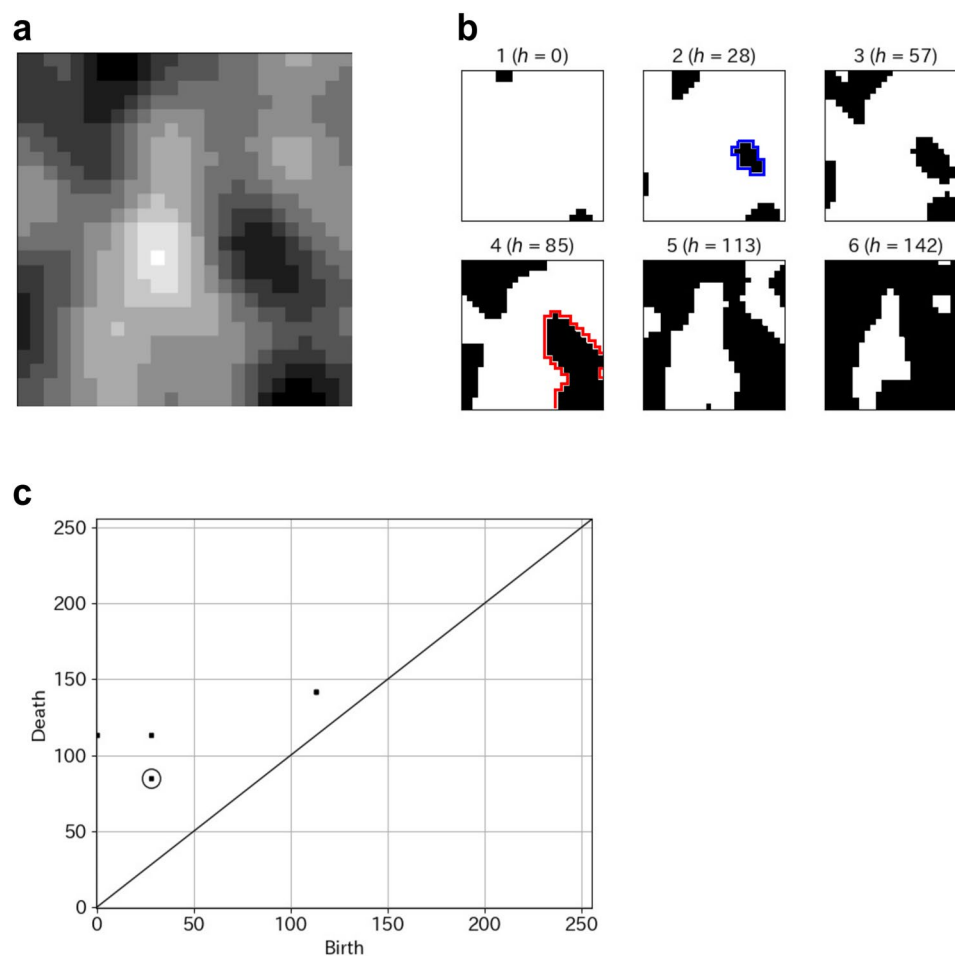 a
b
1 (h = 0)
2 (h = 28)
3 (h = 57)
4 (h = 85)
5 (h = 113)
6 (h = 142)
c
250
200
150
100
50
0
Death
0
50
100
150
200
250
Birth